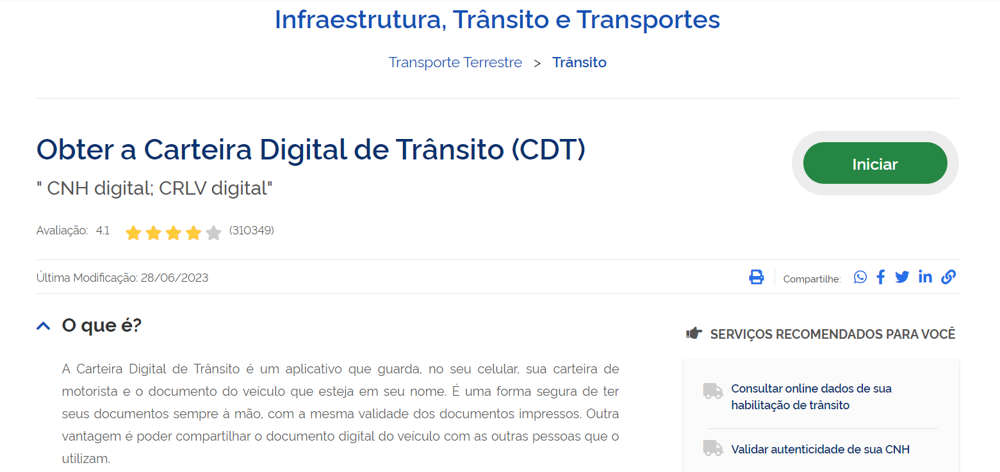 Infraestrutura, Trânsito e Transportes
Transporte Terrestre > Trânsito
Obter a Carteira Digital de Trânsito (CDT)
Iniciar
" CNH digital; CRLV digital"
Avaliação: 4.1 (310349)
Última Modificação: 28/06/2023
Compartilhe:
O que é?
A Carteira Digital de Trânsito é um aplicativo que guarda, no seu celular, sua carteira de
motorista e o documento do veículo que esteja em seu nome. É uma forma segura de ter
seus documentos sempre à mão, com a mesma validade dos documentos impressos. Outra
vantagem é poder compartilhar o documento digital do veículo com as outras pessoas que o
utilizam.
SERVIÇOS RECOMENDADOS PARA VOCÊ
Consultar online dados de sua
habilitação de trânsito
Validar autenticidade de sua CNH